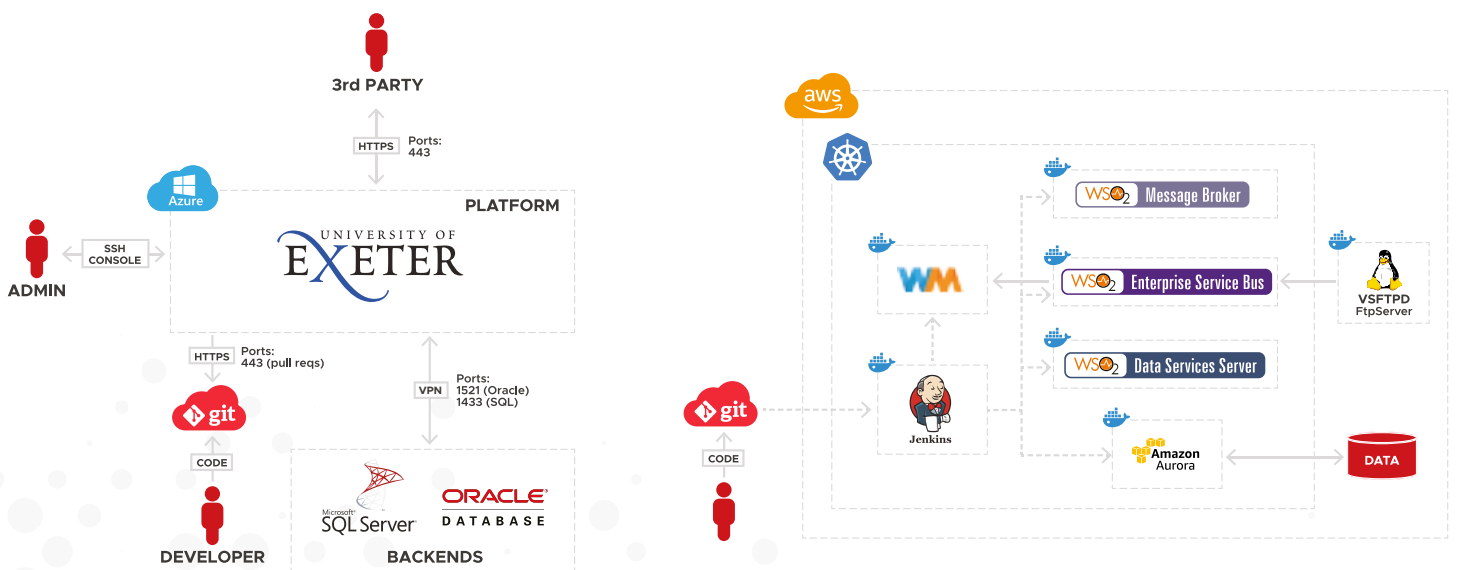 3rd PARTY
HTTPS
Ports:
443
Azure
PLATFORM
UNIVERSITY OF
EXETER
SSH
CONSOLE
ADMIN
HTTPS
Ports:
443 (pull reqs)
VPN
Ports:
1521 (Oracle)
1433 (SQL)
git
CODE
DEVELOPER
Microsoft®
SQL Server®
ORACLE®
DATABASE
BACKENDS
aws
WSO2 Message Broker
WM
WSO2 Enterprise Service Bus
VSFTPD
FtpServer
WSO2 Data Services Server
git
Jenkins
CODE
Amazon
Aurora
DATA